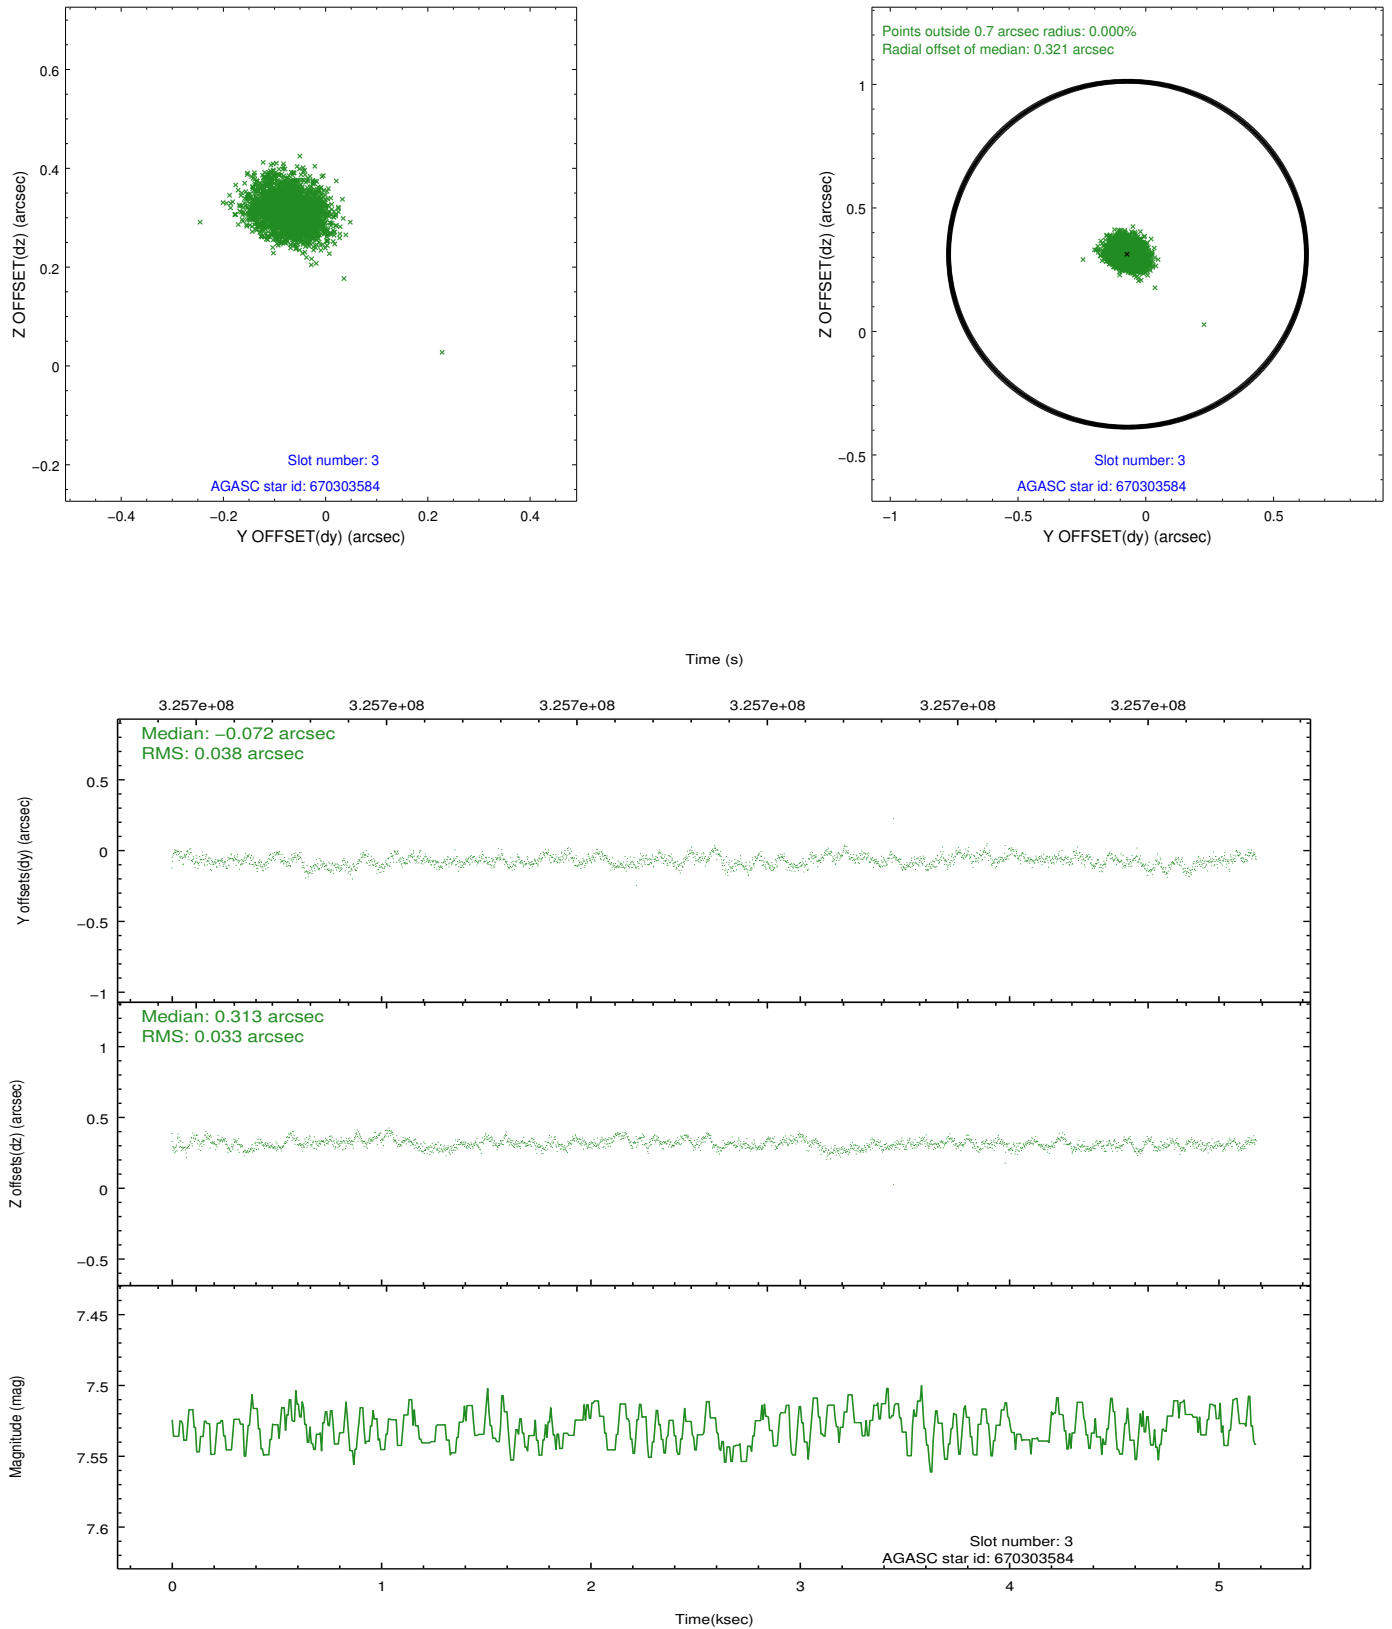 0.6
0.4
0.2
0
−0.2
Z OFFSET(dz) (arcsec)
Slot number: 3
AGASC star id: 670303584
−0.4 −0.2 0 0.2 0.4
Y OFFSET(dy) (arcsec)
Points outside 0.7 arcsec radius: 0.000%
Radial offset of median: 0.321 arcsec
1
0.5
0
−0.5
Z OFFSET(dz) (arcsec)
Slot number: 3
AGASC star id: 670303584
−1 −0.5 0 0.5
Y OFFSET(dy) (arcsec)
Time (s)
3.257e+08 3.257e+08 3.257e+08 3.257e+08 3.257e+08 3.257e+08
Median: −0.072 arcsec
RMS: 0.038 arcsec
0.5
0
−0.5
−1
Y offsets(dy) (arcsec)
Median: 0.313 arcsec
RMS: 0.033 arcsec
1
0.5
0
−0.5
Z offsets(dz) (arcsec)
7.45
7.5
7.55
7.6
Magnitude (mag)
Slot number: 3
AGASC star id: 670303584
0 1 2 3 4 5
Time(ksec)